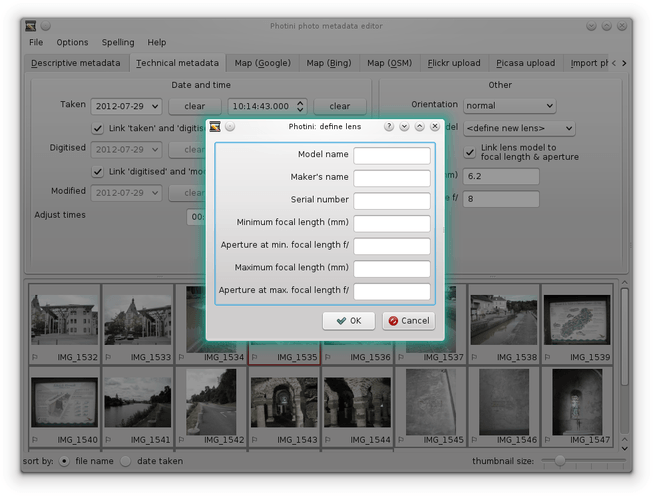 Photini photo metadata editor
File Options Spelling Help
Descriptive metadata Technical metadata Map (Google) Map (Bing) Map (OSM) Flickr upload Picasa upload Import ph
Date and time Other
Taken 2012-07-29 clear 10:14:43.000 clear Orientation normal
Photini: define lens
Link 'taken' and 'digitis
del <define new lens>
Digitised 2012-07-29 clea
Link lens model to
focal length & aperture
Link 'digitised' and 'mo
m) 6.2
Modified 2012-07-29 clea
f/ 8
Adjust times 00:
Model name
Maker's name
Serial number
Minimum focal length (mm)
Aperture at min. focal length f/
Maximum focal length (mm)
Aperture at max. focal length f/
OK Cancel
IMG_1532 IMG_1533 IMG_1534 IMG_1535 IMG_1536 IMG_1537 IMG_1538 IMG_1539
IMG_1540 IMG_1541 IMG_1542 IMG_1543 IMG_1544 IMG_1545 IMG_1546 IMG_1547
sort by: file name date taken thumbnail size: